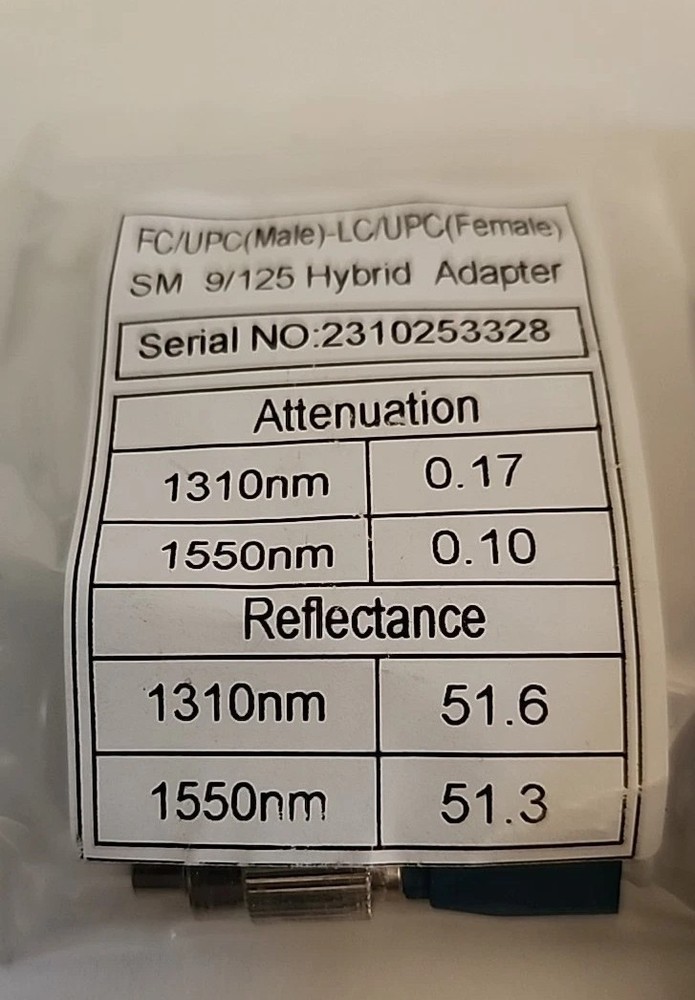 FC/UPC(Male)-LC/UPC(Female)
SM 9/125 Hybrid Adapter
Serial NO:2310253328
Attenuation
1310nm 0.17
1550nm 0.10
Reflectance
1310nm 51.6
1550nm 51.3